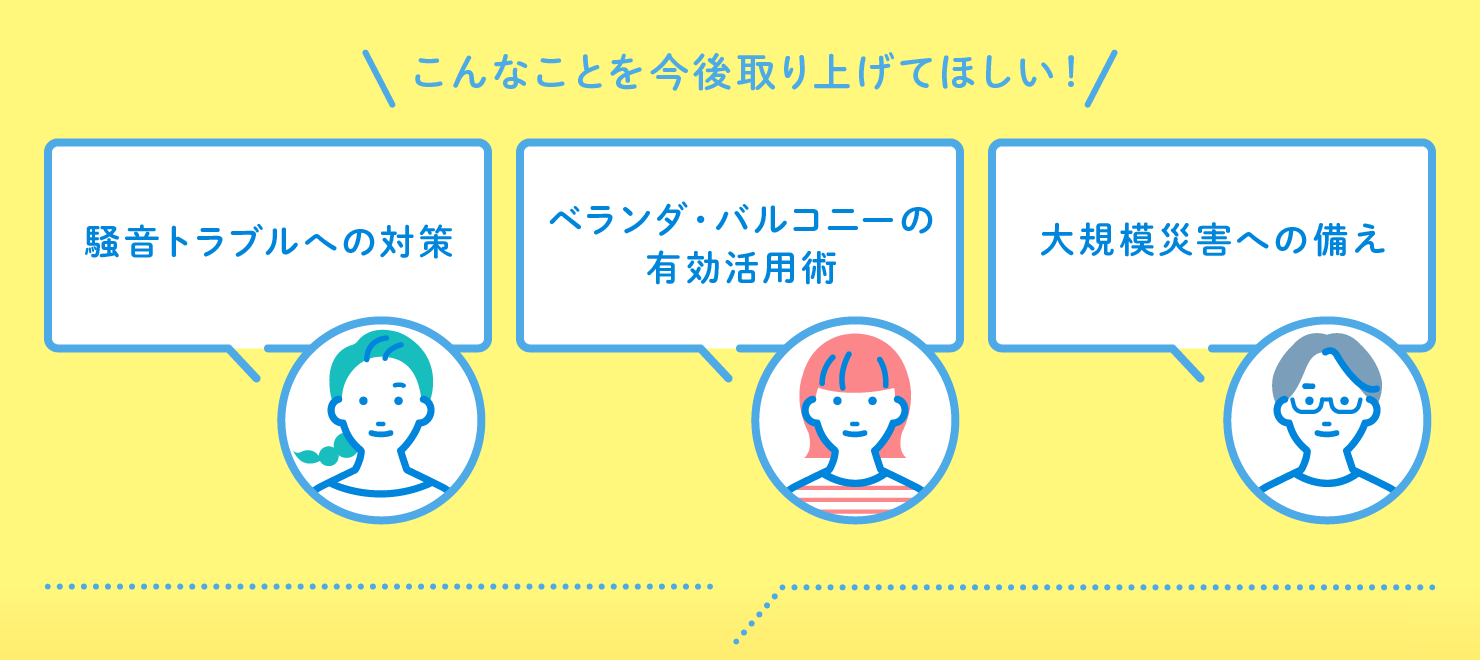 こんなことを今後取り上げてほしい！
騒音トラブルへの対策
ベランダ・バルコニーの
有効活用術
大規模災害への備え